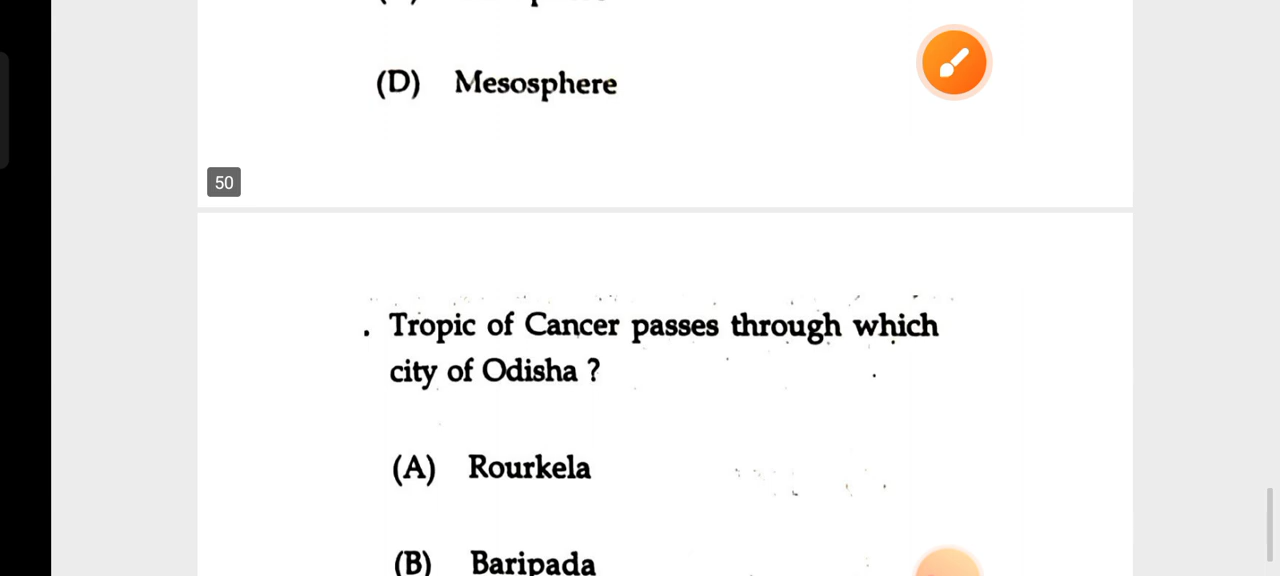 (D) Mesosphere
50
. Tropic of Cancer passes through which
city of Odisha ?
(A) Rourkela
(B) Baripada